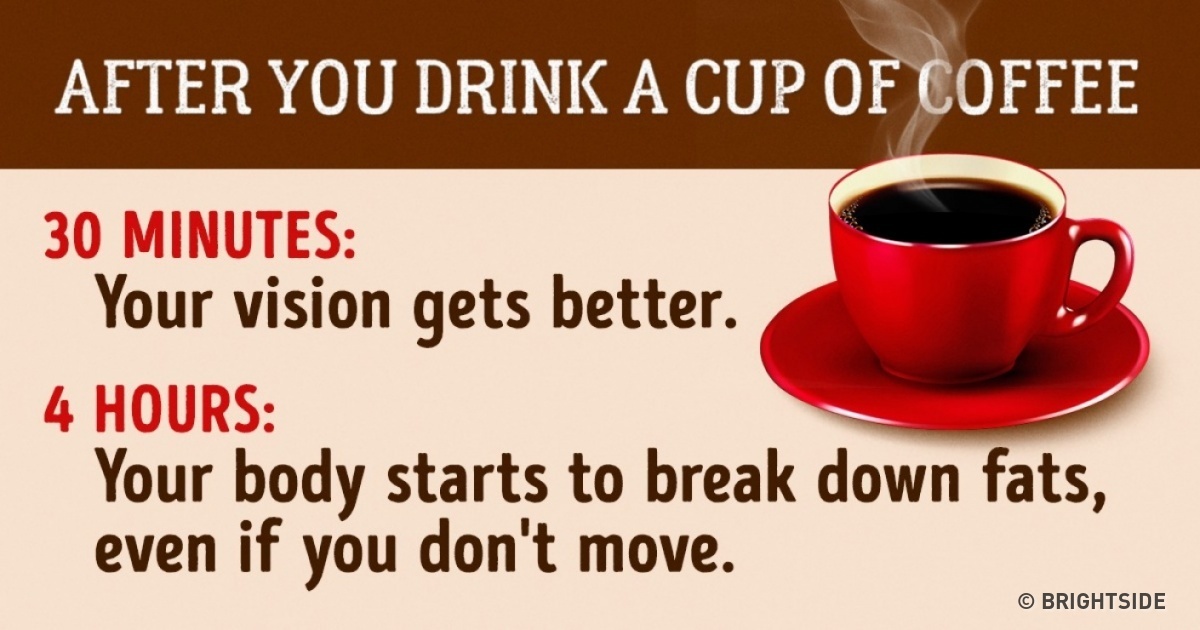 AFTER YOU DRINK A CUP OF COFFEE
30 MINUTES:
Your vision gets better.
4 HOURS:
Your body starts to break down fats,
even if you don't move.
© BRIGHTSIDE